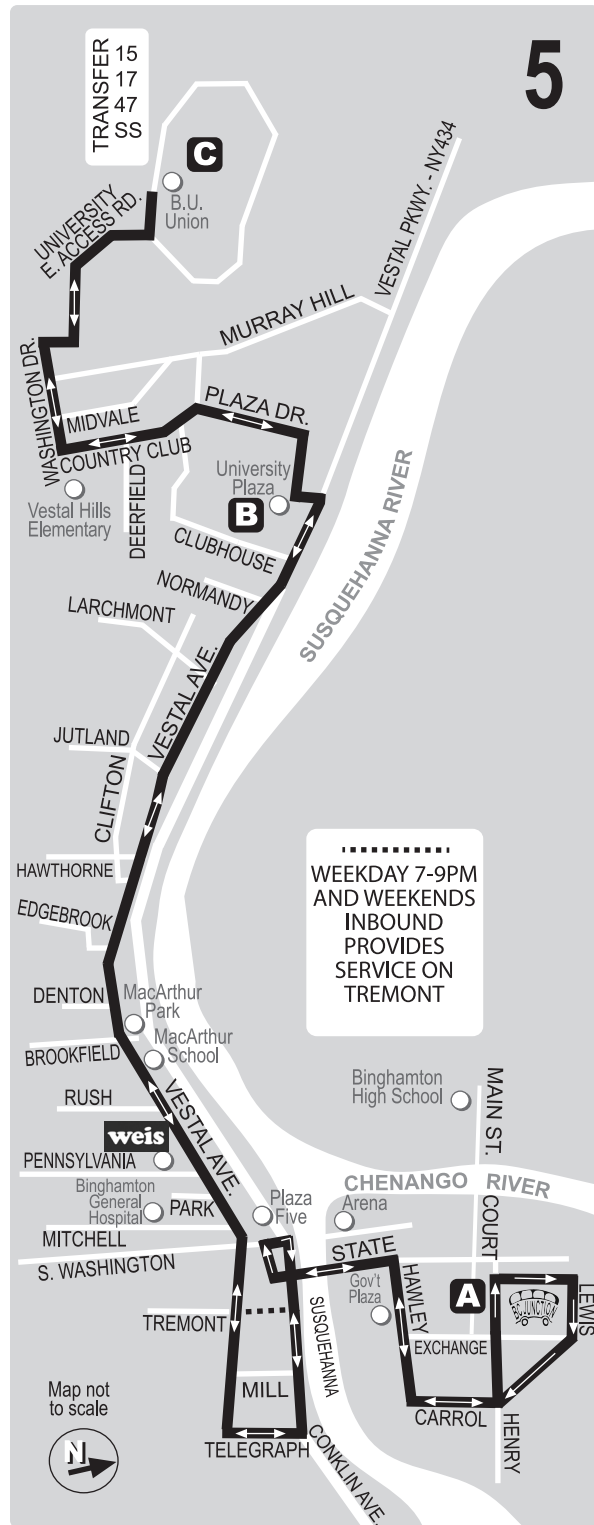 TRANSFER
15
17
47
SS
5
C
B.U.
Union
UNIVERSITY
E. ACCESS RD.
VESTAL PKWY. - NY434
MURRAY HILL
WASHINGTON DR.
MIDVALE
PLAZA DR.
COUNTRY CLUB
University
Plaza
B
Vestal Hills
Elementary
DEERFIELD
CLUBHOUSE
SUSQUEHANNA RIVER
NORMANDY
LARCHMONT
VESTAL AVE.
JUTLAND
CLIFTON
HAWTHORNE
EDGEBROOK
WEEKDAY 7-9PM
AND WEEKENDS
INBOUND
PROVIDES
SERVICE ON
TREMONT
DENTON
MacArthur
Park
BROOKFIELD
MacArthur
School
RUSH
VESTAL AVE.
Binghamton
High School
MAIN ST.
weis
PENNSYLVANIA
CHENANGO RIVER
Binghamton
General
Hospital
PARK
Plaza
Five
Arena
COURT
MITCHELL
S. WASHINGTON
STATE
HAWLEY
Gov't
Plaza
A
BC JUNCTION
LEWIS
TREMONT
SUSQUEHANNA
EXCHANGE
MILL
CARROL
HENRY
TELEGRAPH
CONKLIN AVE.
Map not
to scale
N